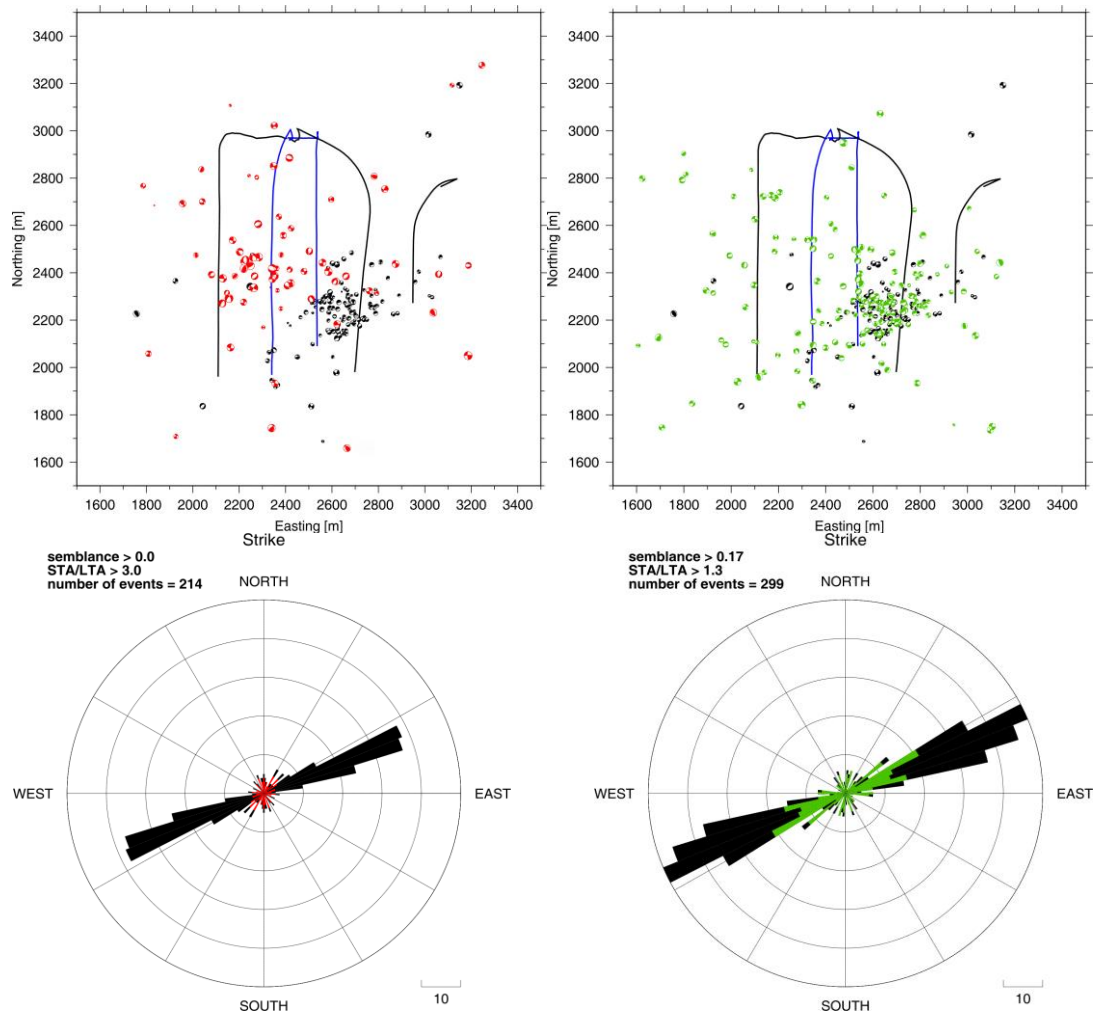 3400
3200
3000
2800
2600
2400
2200
2000
1800
1600
Northing [m]
1600 1800 2000 2200 2400 2600 2800 3000 3200 3400
Easting [m]
3400
3200
3000
2800
2600
2400
2200
2000
1800
1600
Northing [m]
1600 1800 2000 2200 2400 2600 2800 3000 3200 3400
Easting [m]
Strike
semblance > 0.0
STA/LTA > 3.0
number of events = 214
NORTH
WEST
EAST
SOUTH
10
Strike
semblance > 0.17
STA/LTA > 1.3
number of events = 299
NORTH
WEST
EAST
SOUTH
10